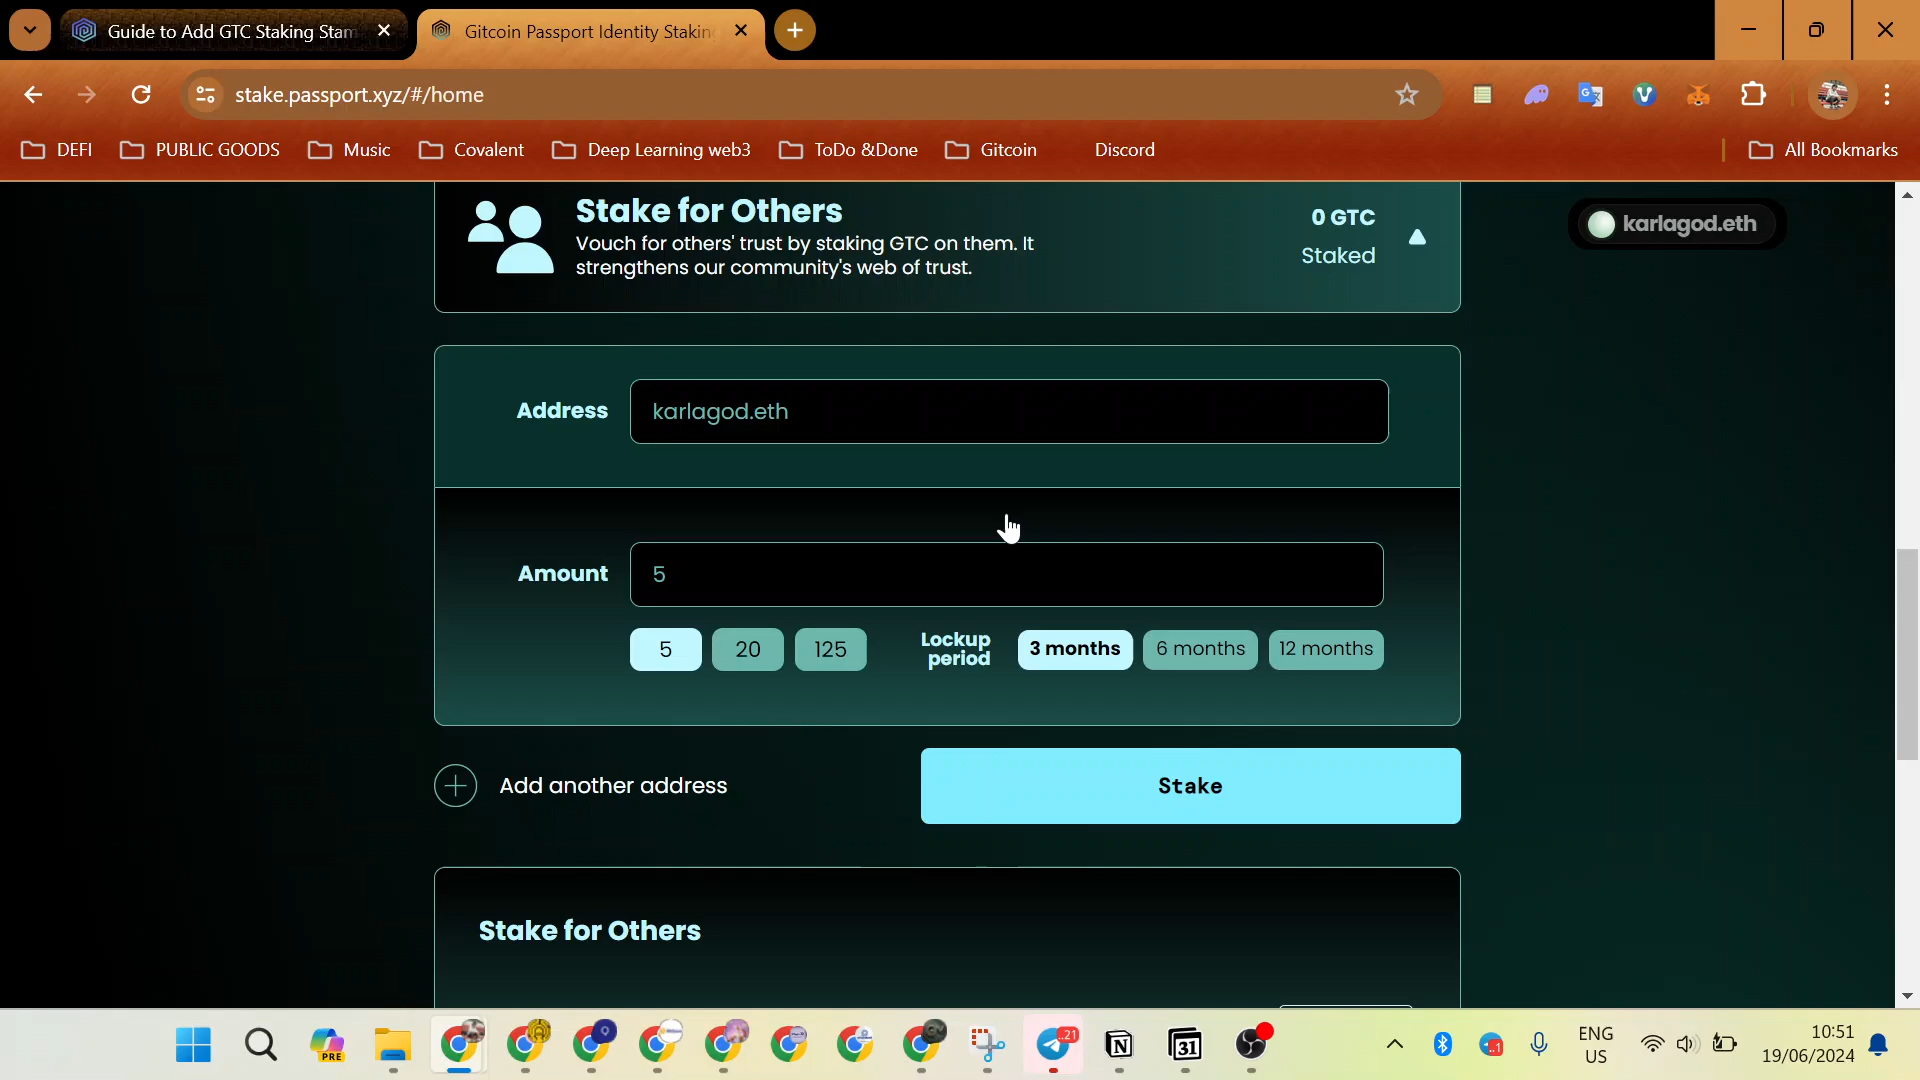 Guide to Add GTC Staking Stam
Gitcoin Passport Identity Stakin
stake.passport.xyz/#/home
DEFI
PUBLIC GOODS
Music
Covalent
Deep Learning web3
ToDo &Done
Gitcoin
Discord
All Bookmarks
Stake for Others
Vouch for others' trust by staking GTC on them. It
strengthens our community's web of trust.
0 GTC
Staked
karlagod.eth
Address
karlagod.eth
Amount
5
5
20
125
Lockup
period
3 months
6 months
12 months
Add another address
Stake
Stake for Others
PRE
31
21
ENG
US
10:51
19/06/2024